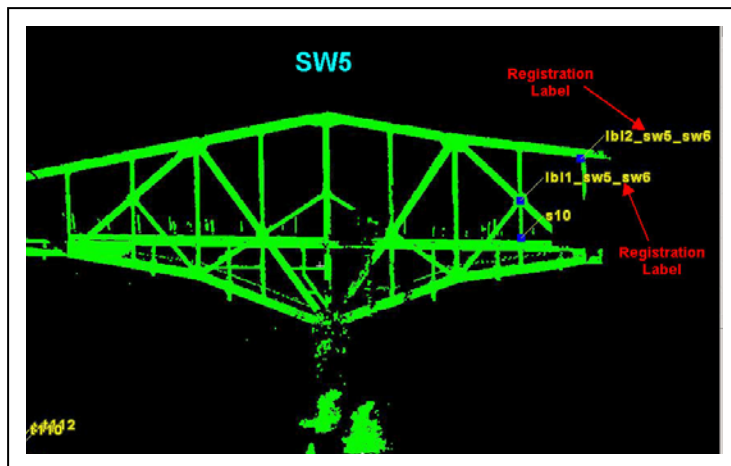 SW5
Registration
Label
lbl2_sw5_sw6
lbl1_sw5_sw6
s10
Registration
Label